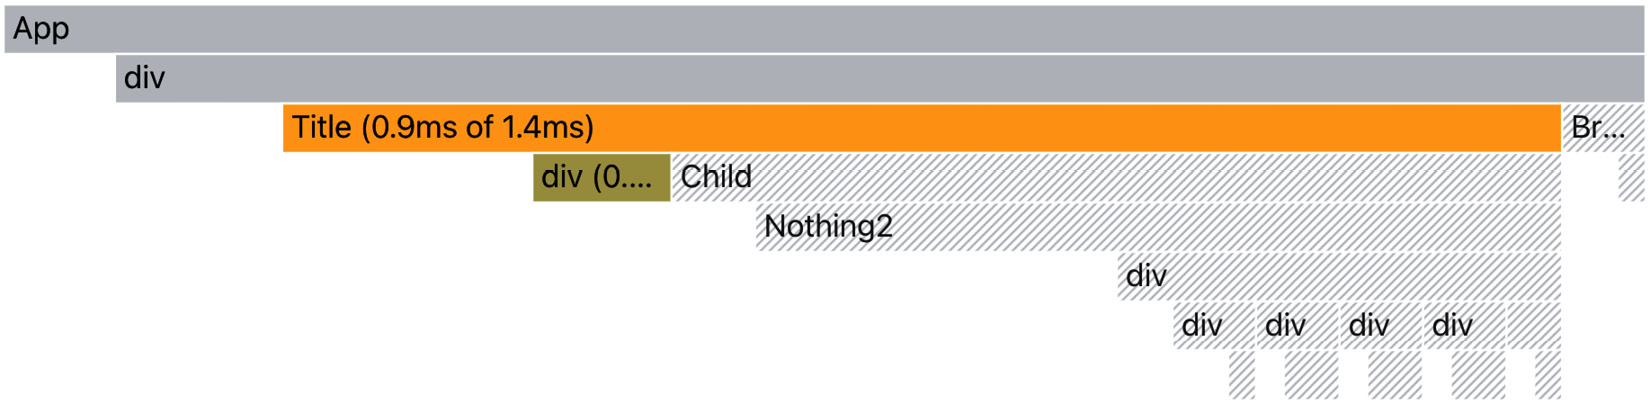 App
div
Title (0.9ms of 1.4ms) Br...
div (0.... Child
Nothing2
div
div div div div